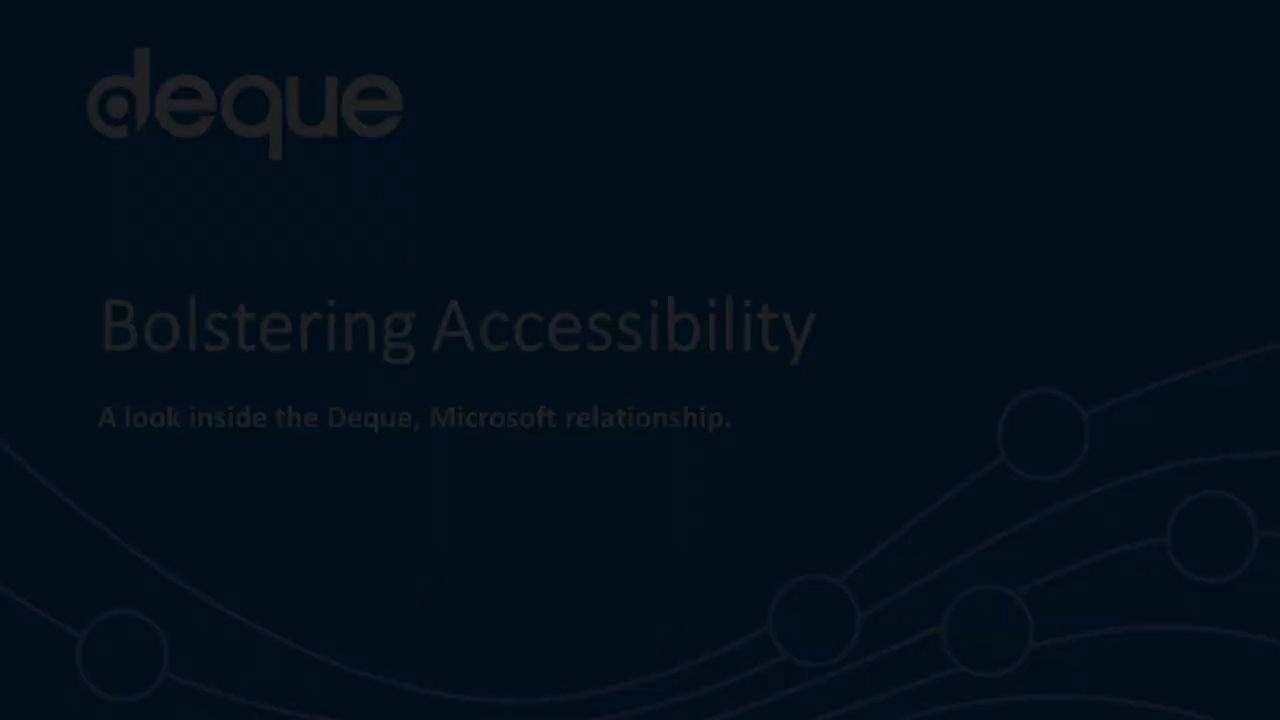 deque
Bolstering Accessibility
A look inside the Deque, Microsoft relationship.